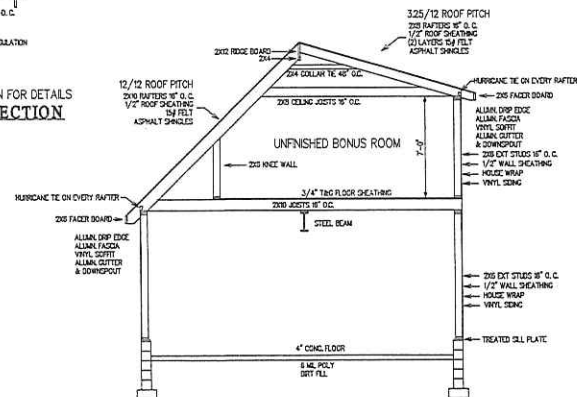 O. C.
ULATION
N FOR DETAILS
ECTION
3.25/12 ROOF PITCH
2X8 RAFTERS 16" O. C.
1/2" ROOF SHEATHING
(2) LAYERS 15# FELT
ASPHALT SHINGLES
2X12 RIDGE BOARD
2X4
2X4 COLLAR TIE 48" O.C.
12/12 ROOF PITCH
2X10 RAFTERS 16" O. C.
1/2" ROOF SHEATHING
15# FELT
ASPHALT SHINGLES
2X8 CEILING JOISTS 16" O.C.
HURRICANE TIE ON EVERY RAFTER
2X6 FACER BOARD
ALUMN. DRIP EDGE
ALUMN. FASCIA
VINYL SOFFIT
ALUMN. GUTTER
& DOWNSPOUT
UNFINISHED BONUS ROOM
7'-0"
2X6 EXT STUDS 16" O. C.
1/2" WALL SHEATHING
HOUSE WRAP
VINYL SIDING
2X6 KNEE WALL
3/4" T&G FLOOR SHEATHING
2X10 JOISTS 16" O.C.
STEEL BEAM
HURRICANE TIE ON EVERY RAFTER
2X6 FACER BOARD
ALUMN. DRIP EDGE
ALUMN. FASCIA
VINYL SOFFIT
ALUMN. GUTTER
& DOWNSPOUT
2X6 EXT STUDS 16" O. C.
1/2" WALL SHEATHING
HOUSE WRAP
VINYL SIDING
TREATED SILL PLATE
4" CONC. FLOOR
6 MIL POLY
DIRT FILL